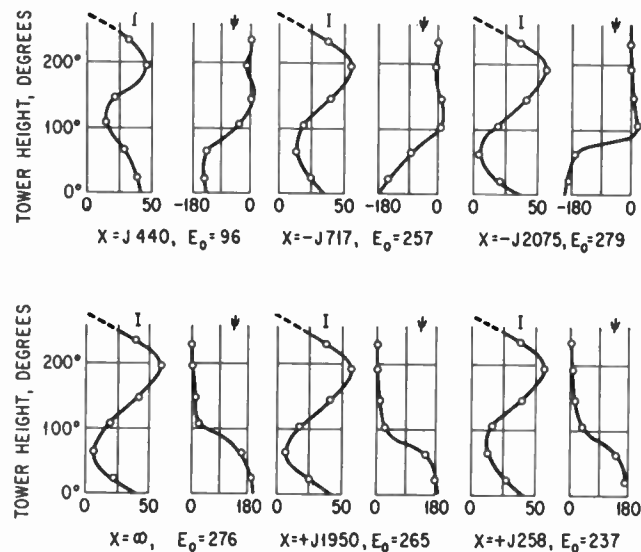 I ψ I ψ I ψ
TOWER HEIGHT, DEGREES
200°
100°
0°
0 50 -180 0 0 50 -180 0 0 50 -180 0
X=J440, E₀=96 X=-J717, E₀=257 X=-J2075, E₀=279
I ψ I ψ I ψ
TOWER HEIGHT, DEGREES
200°
100°
0°
0 50 0 180 0 50 0 180 0 50 0 180
X=∞, E₀=276 X=+J1950, E₀=265 X=+J258, E₀=237